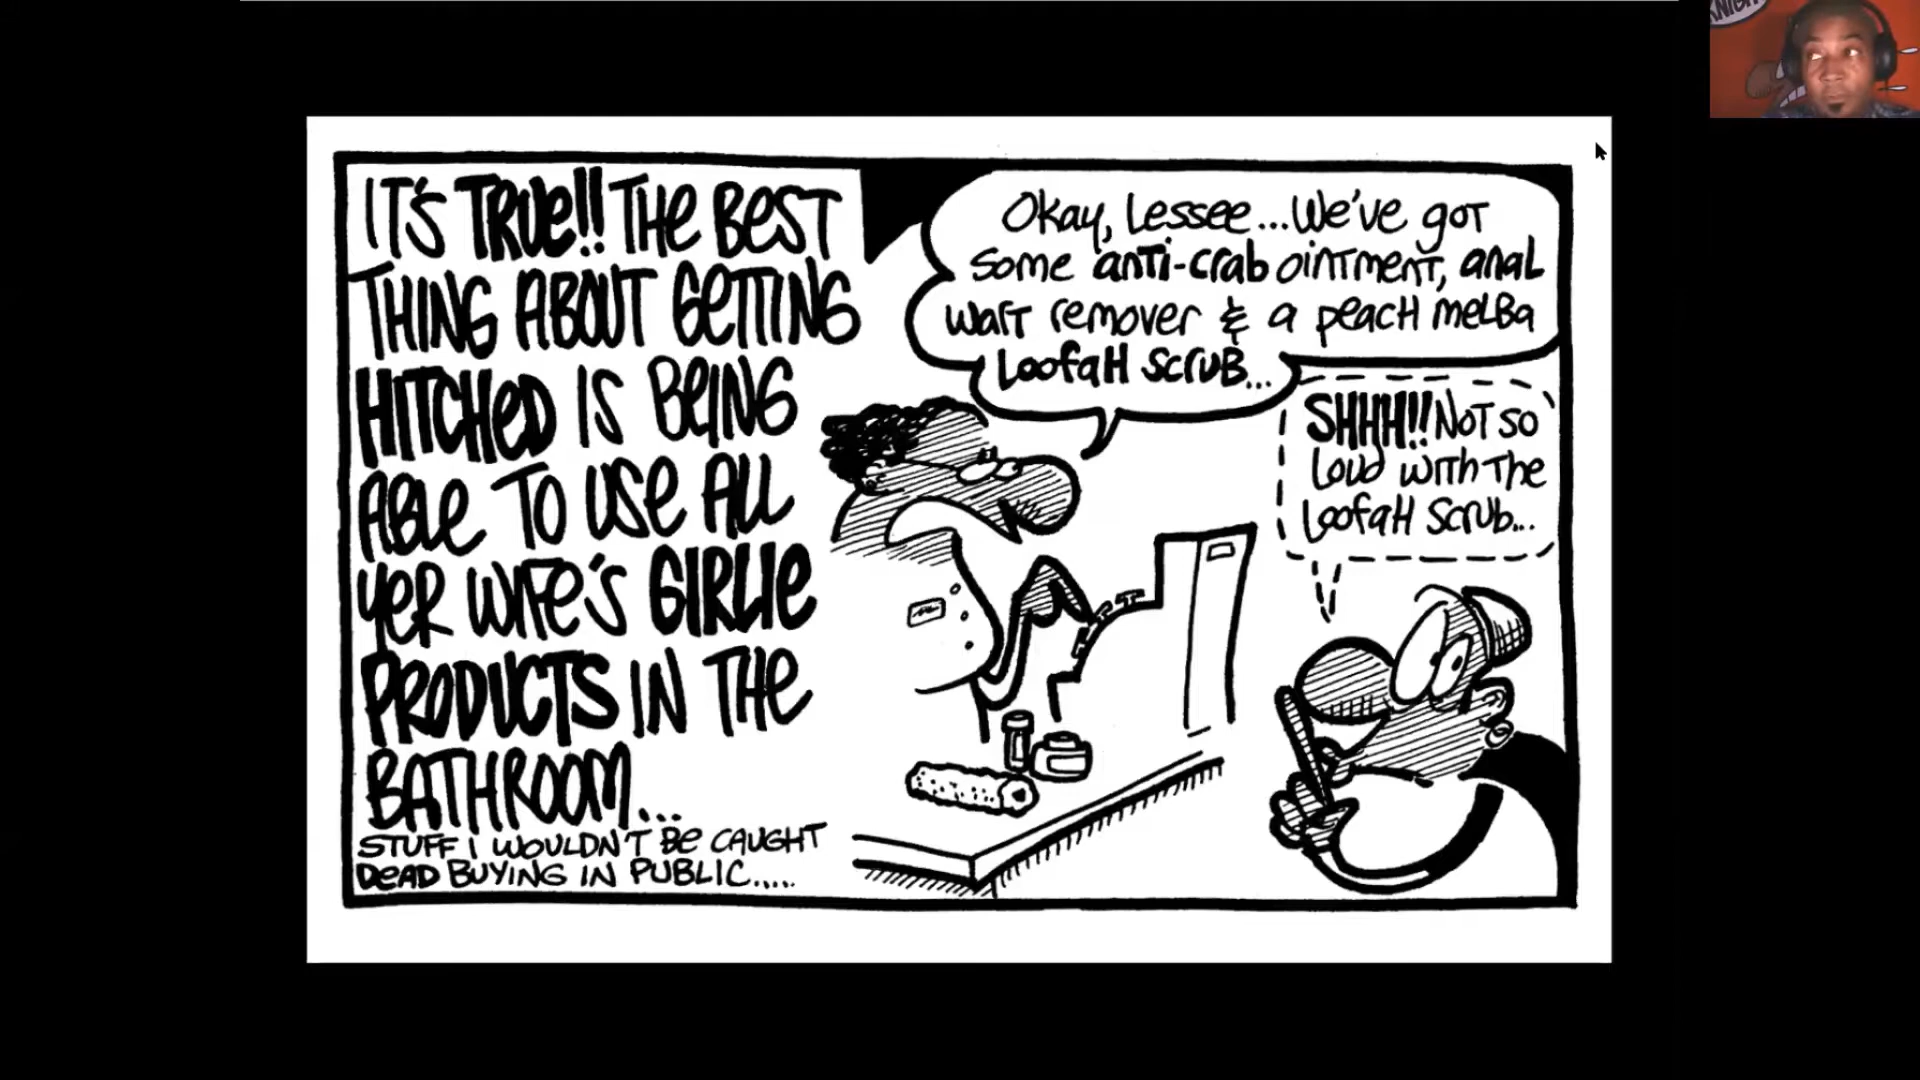 IT'S TRUE!! THE BEST
THING ABOUT GETTING
HITCHED IS BEING
ABLE TO USE ALL
YER WIFE'S GIRLIE
PRODUCTS IN THE
BATHROOM...
STUFF I WOULDN'T BE CAUGHT
DEAD BUYING IN PUBLIC.....
Okay, Lessee...We've got
some anti-crab ointment, anal
wart remover & a peach melba
Loofah scrub...
SHHH!! Not so
loud with the
loofah scrub...